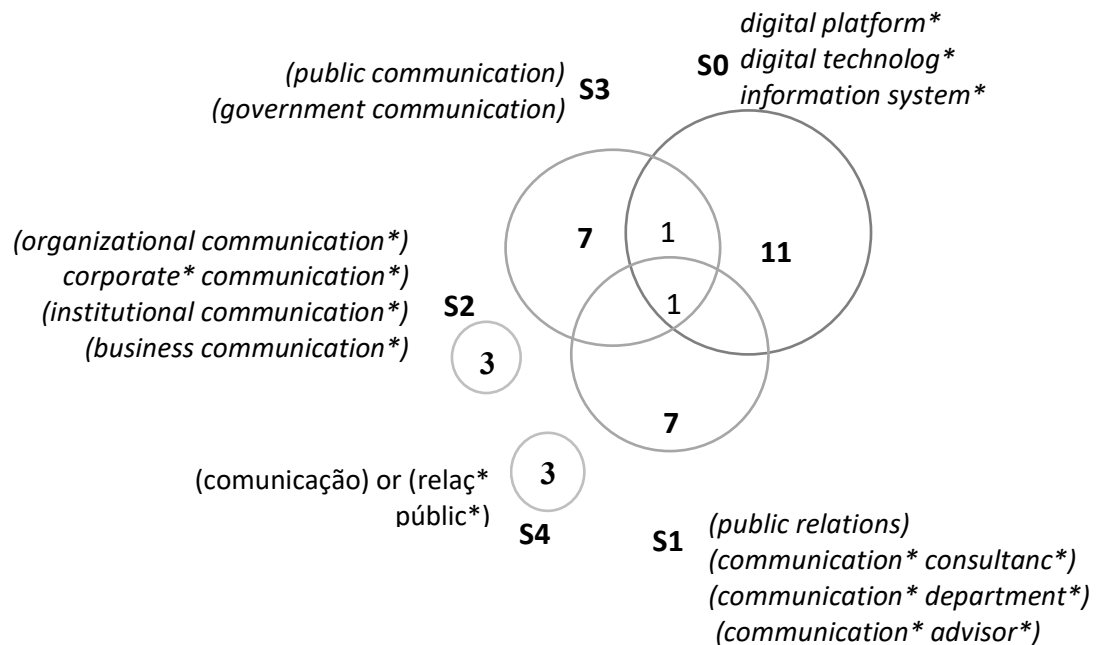 digital platform*
S0 digital technolog*
information system*
(public communication)
S3
(government communication)
7
1
11
1
7
(organizational communication*)
corporate* communication*)
(institutional communication*)
(business communication*)
S2
3
3
(comunicação) or (relaç*
públic*)
S4
S1
(public relations)
(communication* consultanc*)
(communication* department*)
(communication* advisor*)